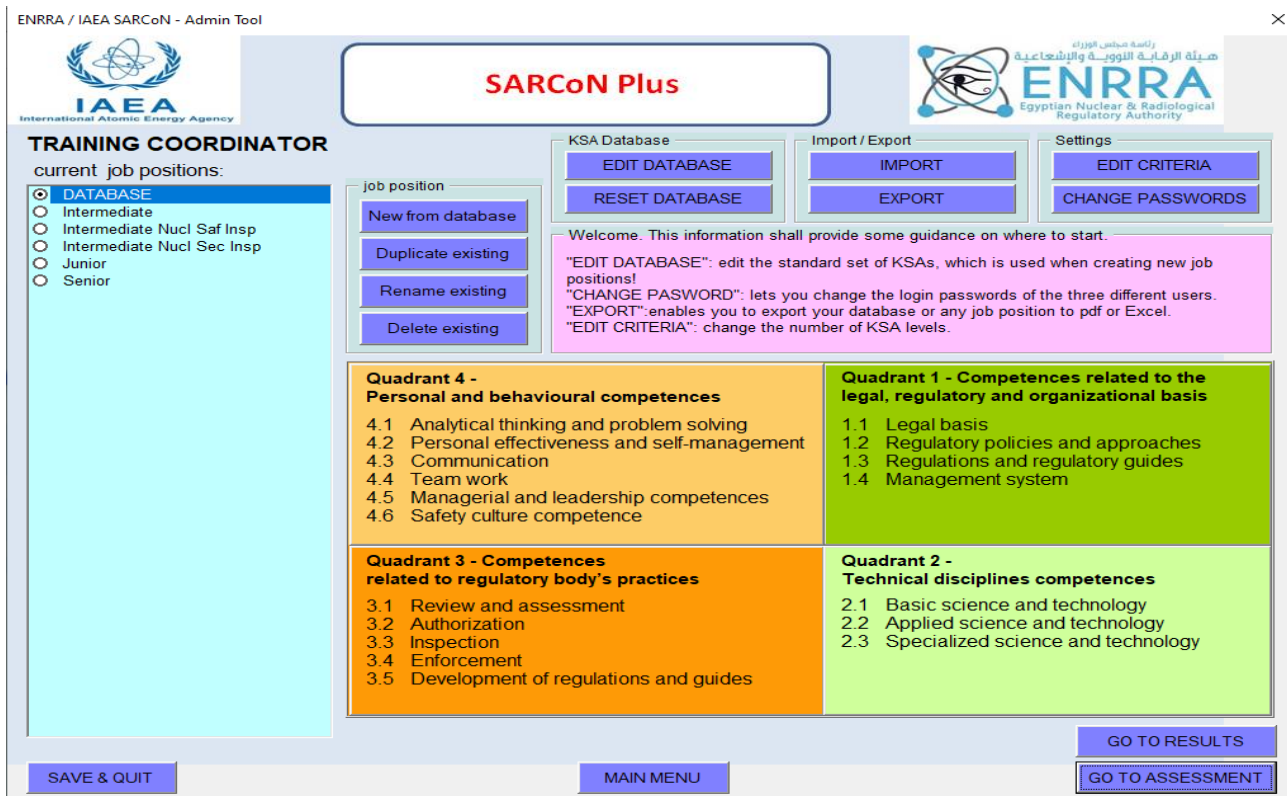 ENRRA / IAEA SARCoN - Admin Tool
IAEA
International Atomic Energy Agency
SARCoN Plus
رئاسة مجلس الوزراء
هيئة الرقابة النووية والإشعاعية
ENRRA
Egyptian Nuclear & Radiological
Regulatory Authority
TRAINING COORDINATOR
current job positions:
DATABASE
Intermediate
Intermediate Nucl Saf Insp
Intermediate Nucl Sec Insp
Junior
Senior
job position
New from database
Duplicate existing
Rename existing
Delete existing
KSA Database
EDIT DATABASE
RESET DATABASE
Import / Export
IMPORT
EXPORT
Settings
EDIT CRITERIA
CHANGE PASSWORDS
Welcome. This information shall provide some guidance on where to start.
"EDIT DATABASE": edit the standard set of KSAs, which is used when creating new job
positions!
"CHANGE PASWORD": lets you change the login passwords of the three different users.
"EXPORT":enables you to export your database or any job position to pdf or Excel.
"EDIT CRITERIA": change the number of KSA levels.
Quadrant 4 -
Personal and behavioural competences
4.1 Analytical thinking and problem solving
4.2 Personal effectiveness and self-management
4.3 Communication
4.4 Team work
4.5 Managerial and leadership competences
4.6 Safety culture competence
Quadrant 1 - Competences related to the
legal, regulatory and organizational basis
1.1 Legal basis
1.2 Regulatory policies and approaches
1.3 Regulations and regulatory guides
1.4 Management system
Quadrant 3 - Competences
related to regulatory body's practices
3.1 Review and assessment
3.2 Authorization
3.3 Inspection
3.4 Enforcement
3.5 Development of regulations and guides
Quadrant 2 -
Technical disciplines competences
2.1 Basic science and technology
2.2 Applied science and technology
2.3 Specialized science and technology
GO TO RESULTS
SAVE & QUIT
MAIN MENU
GO TO ASSESSMENT